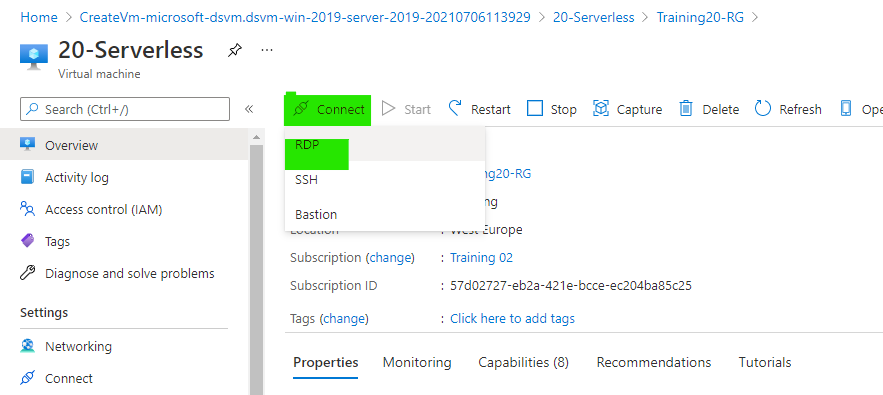 Home > CreateVm-microsoft-dsvm.dsvm-win-2019-server-2019-20210706113929 > 20-Serverless > Training20-RG >
20-Serverless
Virtual machine
Search (Ctrl+/)
«
Connect Start Restart Stop Capture Delete Refresh Ope
Overview
Activity log
Access control (IAM)
Tags
Diagnose and solve problems
Settings
Networking
Connect
RDP
SSH
Bastion
ng20-RG
ng
Location : West Europe
Subscription (change) : Training 02
Subscription ID : 57d02727-eb2a-421e-bcce-ec204ba85c25
Tags (change) : Click here to add tags
Properties Monitoring Capabilities (8) Recommendations Tutorials